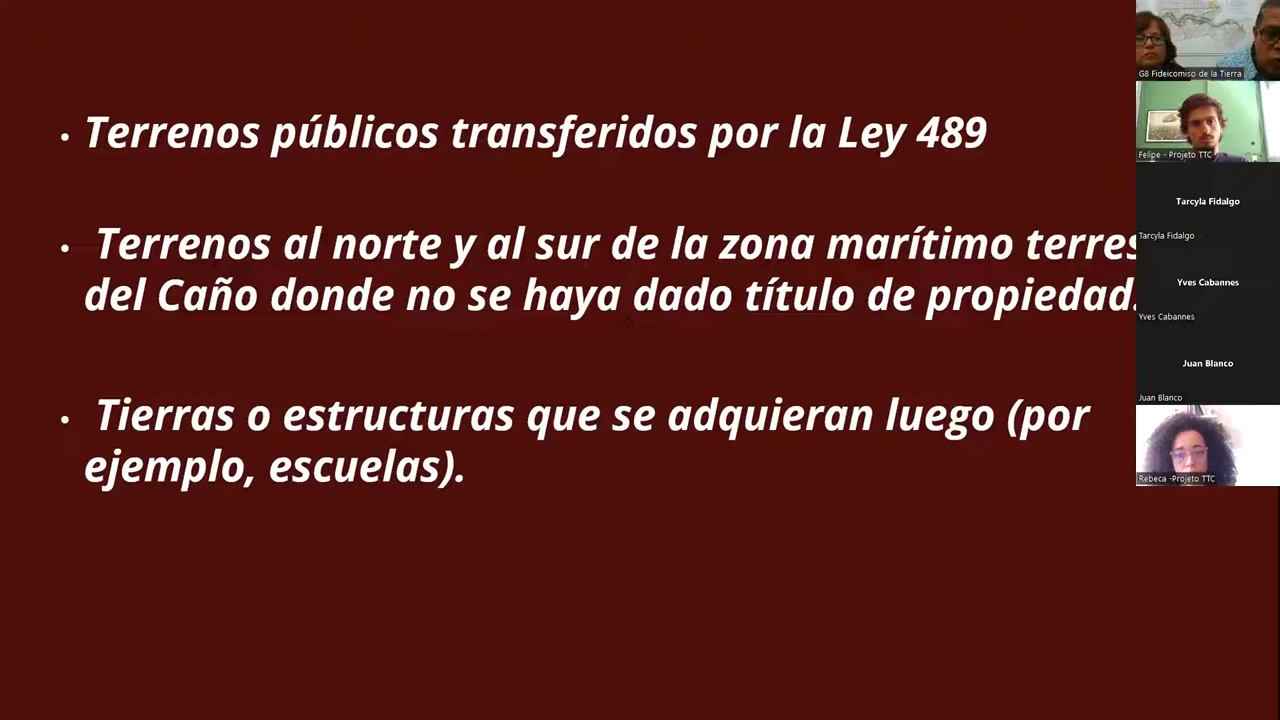 • Terrenos públicos transferidos por la Ley 489
• Terrenos al norte y al sur de la zona marítimo
del Caño donde no se haya dado título de propiedad.
• Tierras o estructuras que se adquieran luego (por
ejemplo, escuelas).
G8 Fideicomiso de la Tierra
Felipe - Projeto TTC
Tarcyla Fidalgo
Tarcyla Fidalgo
Yves Cabannes
Yves Cabannes
Juan Blanco
Juan Blanco
Rebeca -Projeto TTC